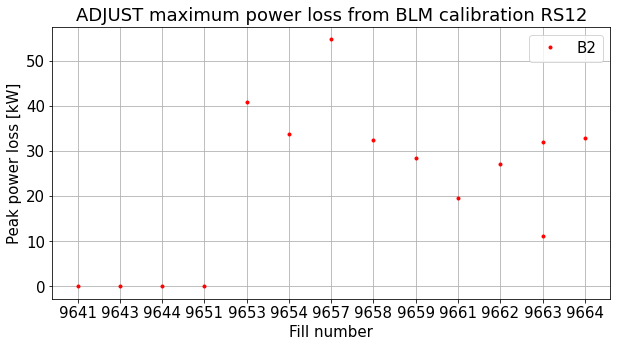 ADJUST maximum power loss from BLM calibration RS12
B2
Peak power loss [kW]
50
40
30
20
10
0
9641 9643 9644 9651 9653 9654 9657 9658 9659 9661 9662 9663 9664
Fill number